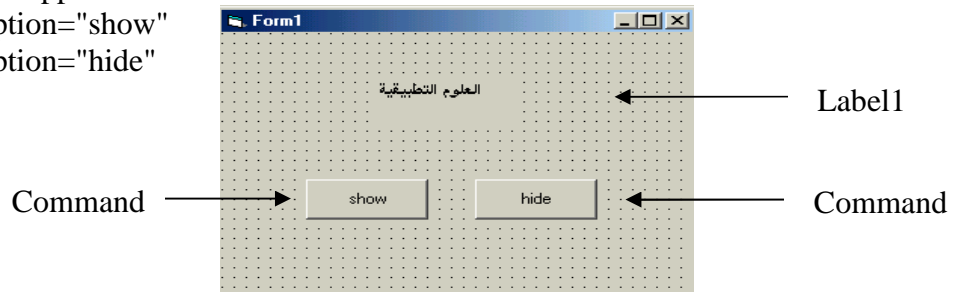 ption="show"
ption="hide"
Form1
العلوم التطبيقية
Label1
Command
show
hide
Command